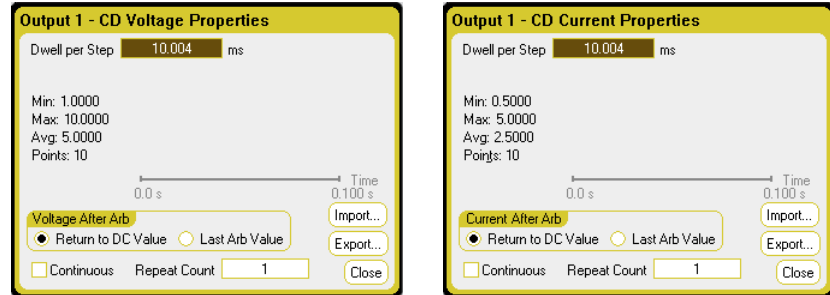 Output 1 - CD Voltage Properties
Dwell per Step 10.004 ms
Min: 1.0000
Max: 10.0000
Avg: 5.0000
Points: 10
Time
0.0 s 0.100 s
Voltage After Arb
Return to DC Value Last Arb Value
Import...
Export...
Continuous Repeat Count 1
Close
Output 1 - CD Current Properties
Dwell per Step 10.004 ms
Min: 0.5000
Max: 5.0000
Avg: 2.5000
Points: 10
Time
0.0 s 0.100 s
Current After Arb
Return to DC Value Last Arb Value
Import...
Export...
Continuous Repeat Count 1
Close